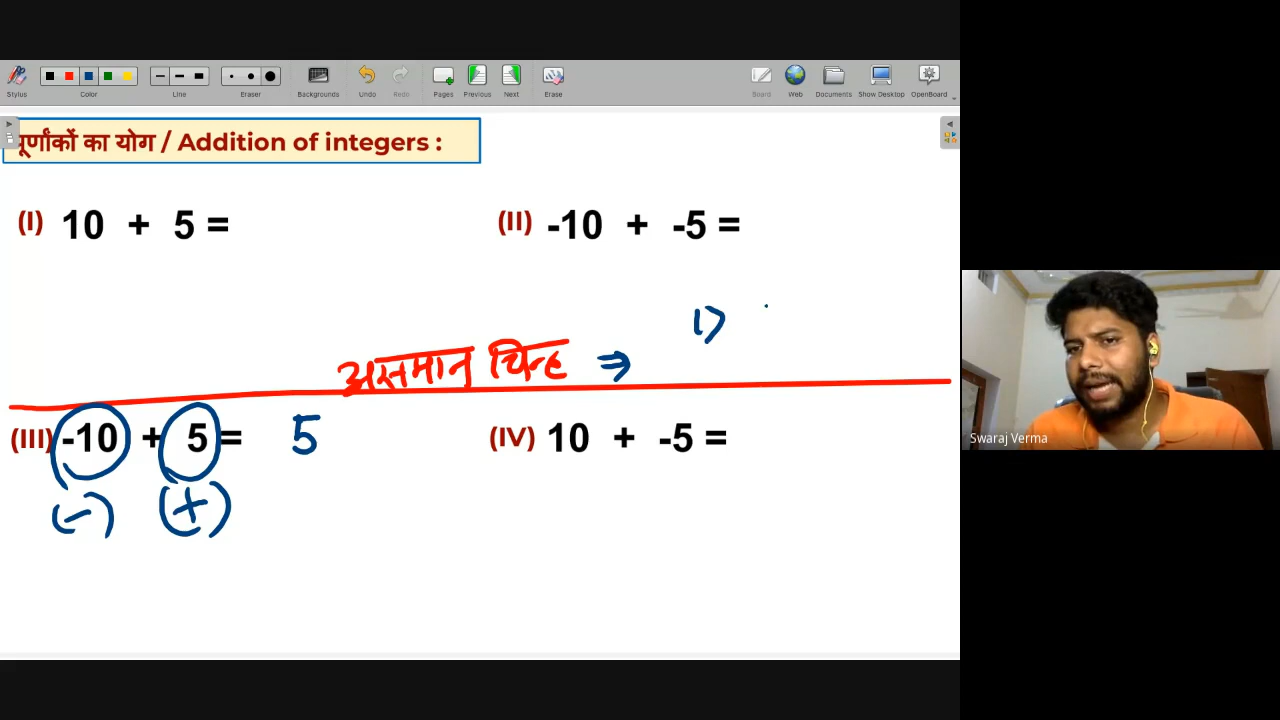 Stylus Color Line Eraser Backgrounds Undo Redo Pages Previous Next Erase Board Web Documents Show Desktop OpenBoard
पूर्णांकों का योग / Addition of integers :
(I) 10 + 5 =
(II) -10 + -5 =
1)
असमान चिन्ह ⇒
(III) -10 + 5 = 5
(IV) 10 + -5 =
(-) (+)
Swaraj Verma